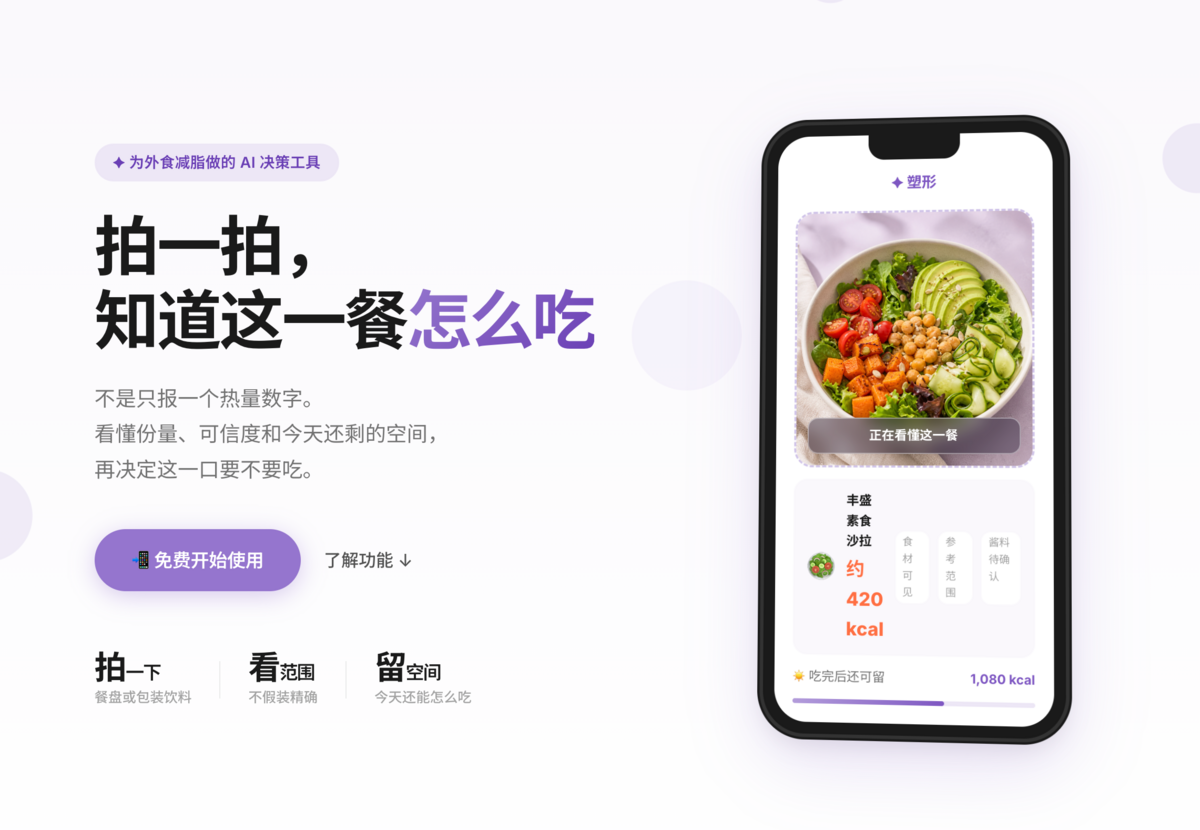 ✦ 为外食减脂做的 AI 决策工具
拍一拍，
知道这一餐怎么吃
不是只报一个热量数字。
看懂份量、可信度和今天还剩的空间，
再决定这一口要不要吃。
📲 免费开始使用
了解功能 ↓
拍一下
餐盘或包装饮料
看范围
不假装精确
留空间
今天还能怎么吃
✦ 塑形
正在看懂这一餐
丰盛
素食
沙拉
约
420
kcal
食
材
可
见
参
考
范
围
酱料
待确
认
☀️ 吃完后还可留
1,080 kcal